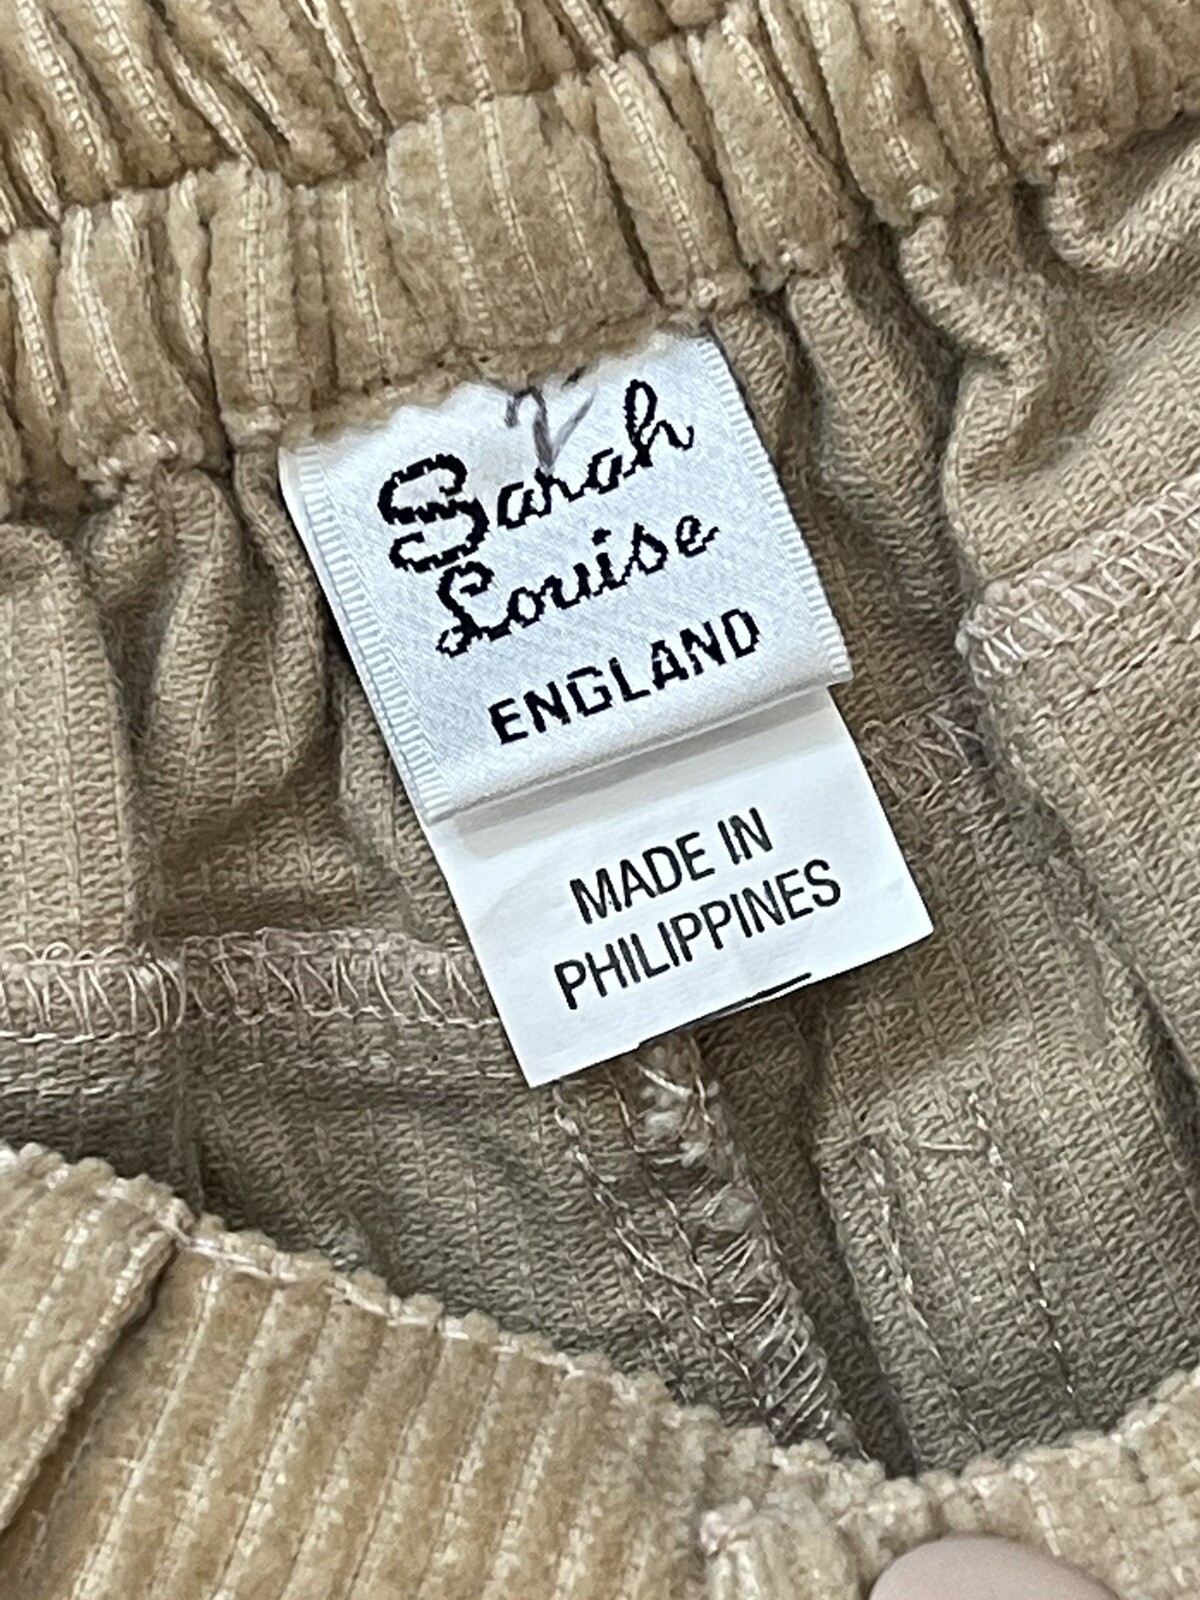 Sarah
Louise
ENGLAND
MADE IN
PHILIPPINES